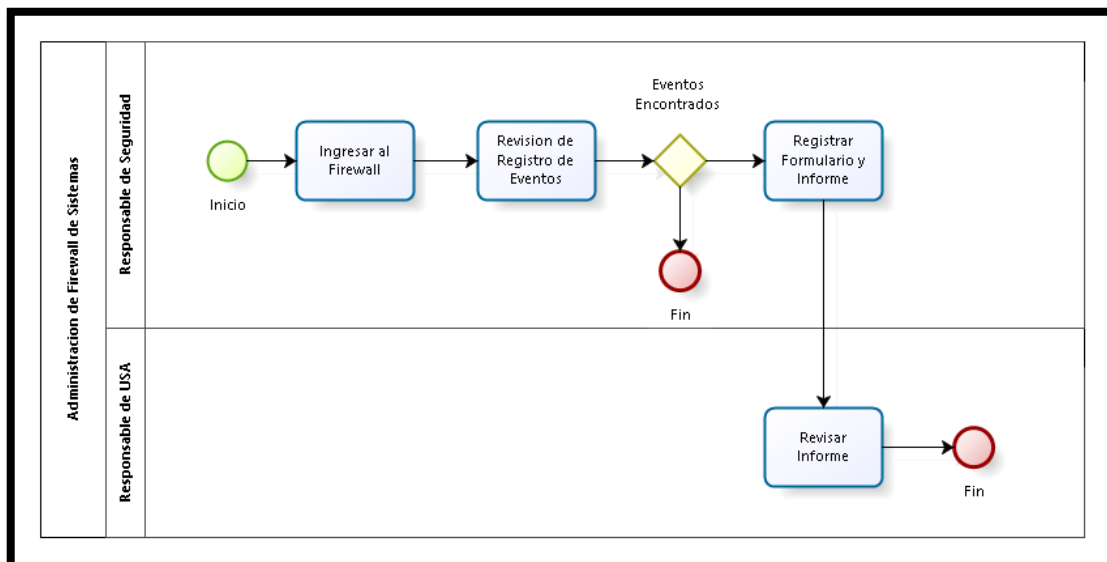 Administracion de Firewall de Sistemas
Responsable de Seguridad
Inicio
Ingresar al
Firewall
Revision de
Registro de
Eventos
Eventos
Encontrados
Fin
Registrar
Formulario y
Informe
Responsable de USA
Revisar
Informe
Fin